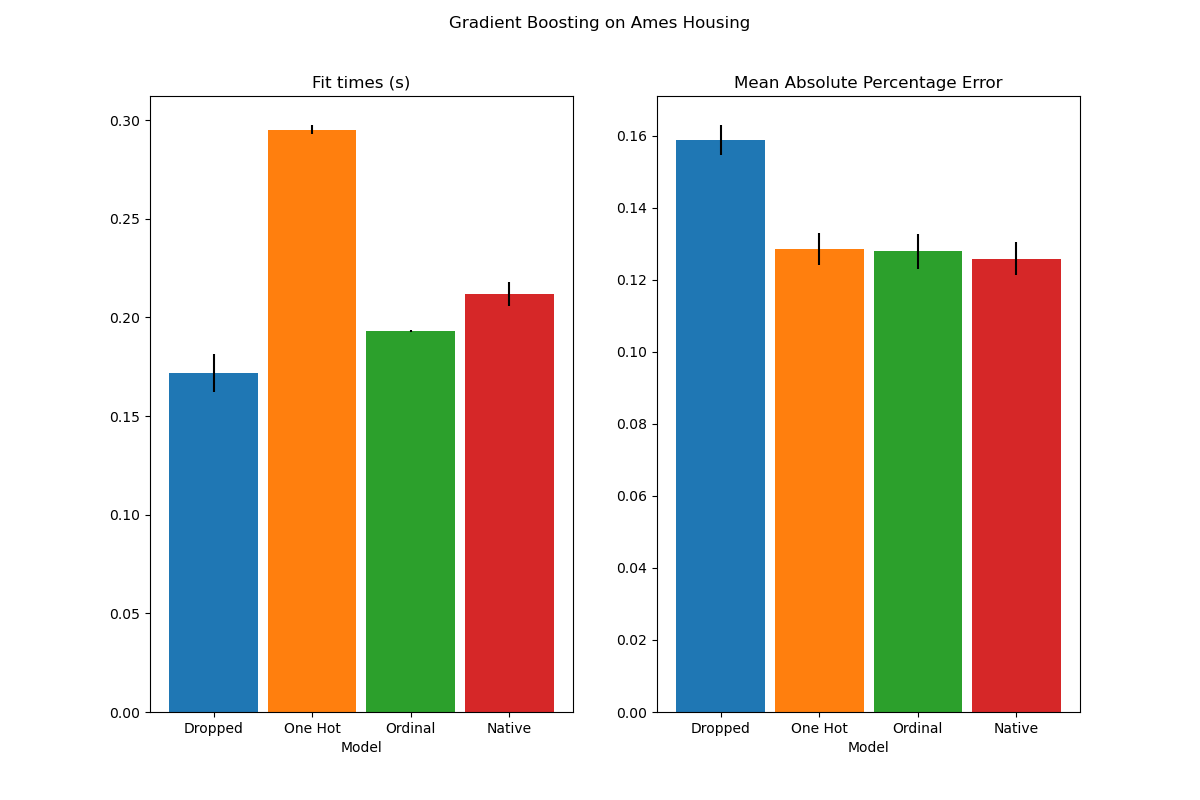 Gradient Boosting on Ames Housing
Fit times (s)
0.30
0.25
0.20
0.15
0.10
0.05
0.00
Dropped One Hot Ordinal Native
Model
Mean Absolute Percentage Error
0.16
0.14
0.12
0.10
0.08
0.06
0.04
0.02
0.00
Dropped One Hot Ordinal Native
Model